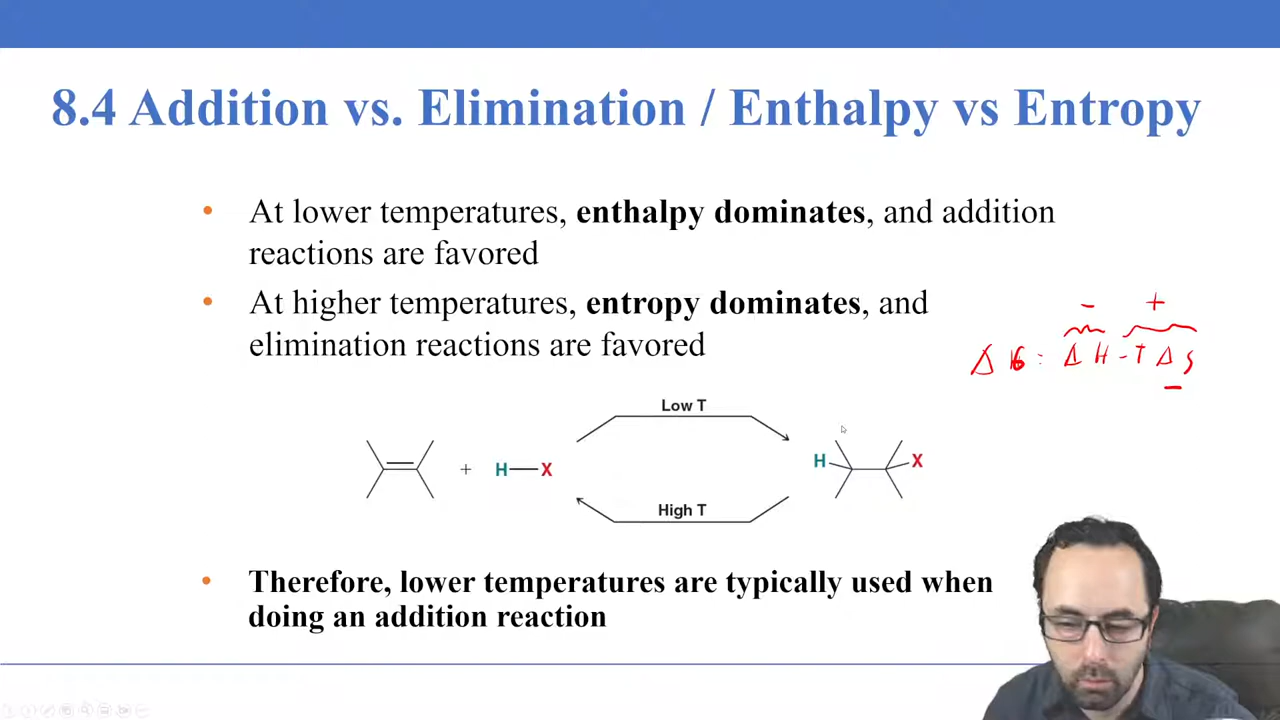 8.4 Addition vs. Elimination / Enthalpy vs Entropy
• At lower temperatures, enthalpy dominates, and addition
reactions are favored
• At higher temperatures, entropy dominates, and
elimination reactions are favored
- +
ΔG = ΔH - TΔS
Low T
+ H—X
H X
High T
• Therefore, lower temperatures are typically used when
doing an addition reaction